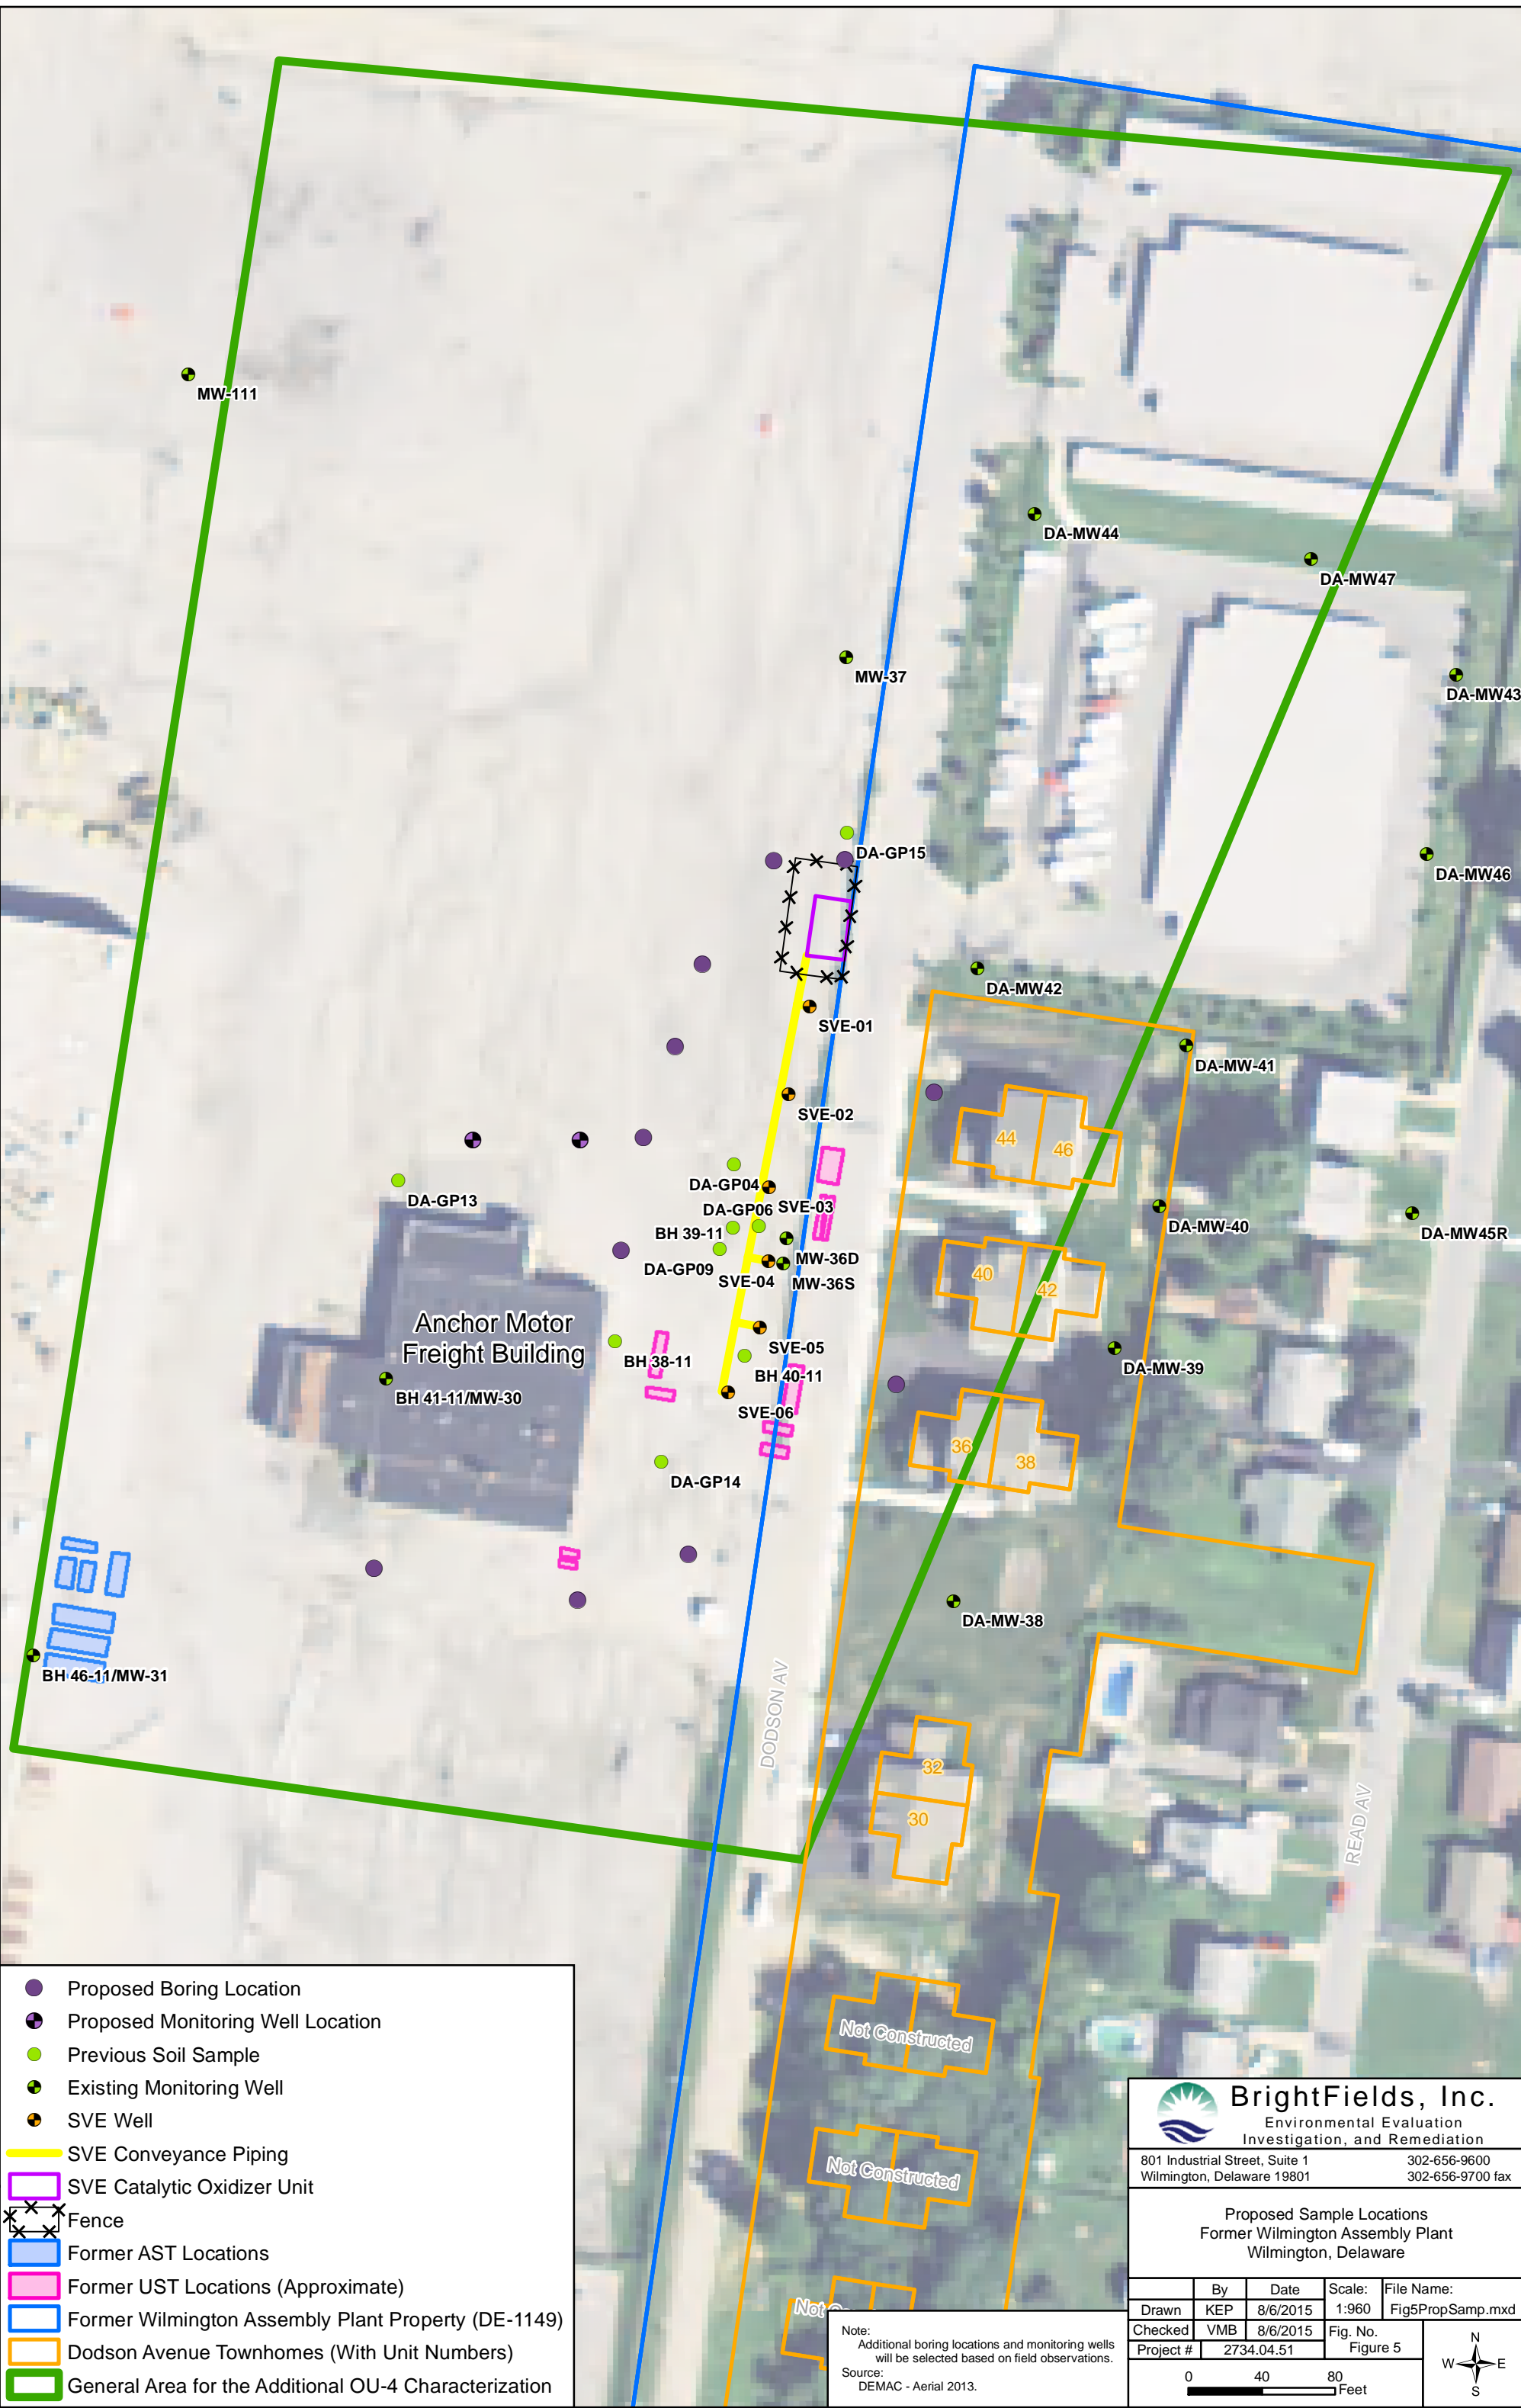 MW-111
DA-MW44
DA-MW47
MW-37
DA-MW43
DA-GP15
DA-MW46
DA-MW42
SVE-01
DA-MW-41
SVE-02
44
46
DA-GP04
DA-GP13
SVE-03
DA-GP06
DA-MW-40
DA-MW45R
BH 39-11
MW-36D
DA-GP09
SVE-04
MW-36S
40
42
Anchor Motor
Freight Building
SVE-05
BH 38-11
BH 40-11
DA-MW-39
BH 41-11/MW-30
SVE-06
36
38
DA-GP14
DA-MW-38
BH 46-11/MW-31
DODSON AV
32
30
READ AV
Not Constructed
Not Constructed
Not
Proposed Boring Location
Proposed Monitoring Well Location
Previous Soil Sample
Existing Monitoring Well
SVE Well
SVE Conveyance Piping
SVE Catalytic Oxidizer Unit
Fence
Former AST Locations
Former UST Locations (Approximate)
Former Wilmington Assembly Plant Property (DE-1149)
Dodson Avenue Townhomes (With Unit Numbers)
General Area for the Additional OU-4 Characterization
Note:
Additional boring locations and monitoring wells
will be selected based on field observations.
Source:
DEMAC - Aerial 2013.
BrightFields, Inc.
Environmental Evaluation
Investigation, and Remediation
801 Industrial Street, Suite 1 302-656-9600
Wilmington, Delaware 19801 302-656-9700 fax
Proposed Sample Locations
Former Wilmington Assembly Plant
Wilmington, Delaware
By Date Scale: File Name:
Drawn KEP 8/6/2015 1:960 Fig5PropSamp.mxd
Checked VMB 8/6/2015 Fig. No.
Project # 2734.04.51 Figure 5
0 40 80
Feet
N
W E
S